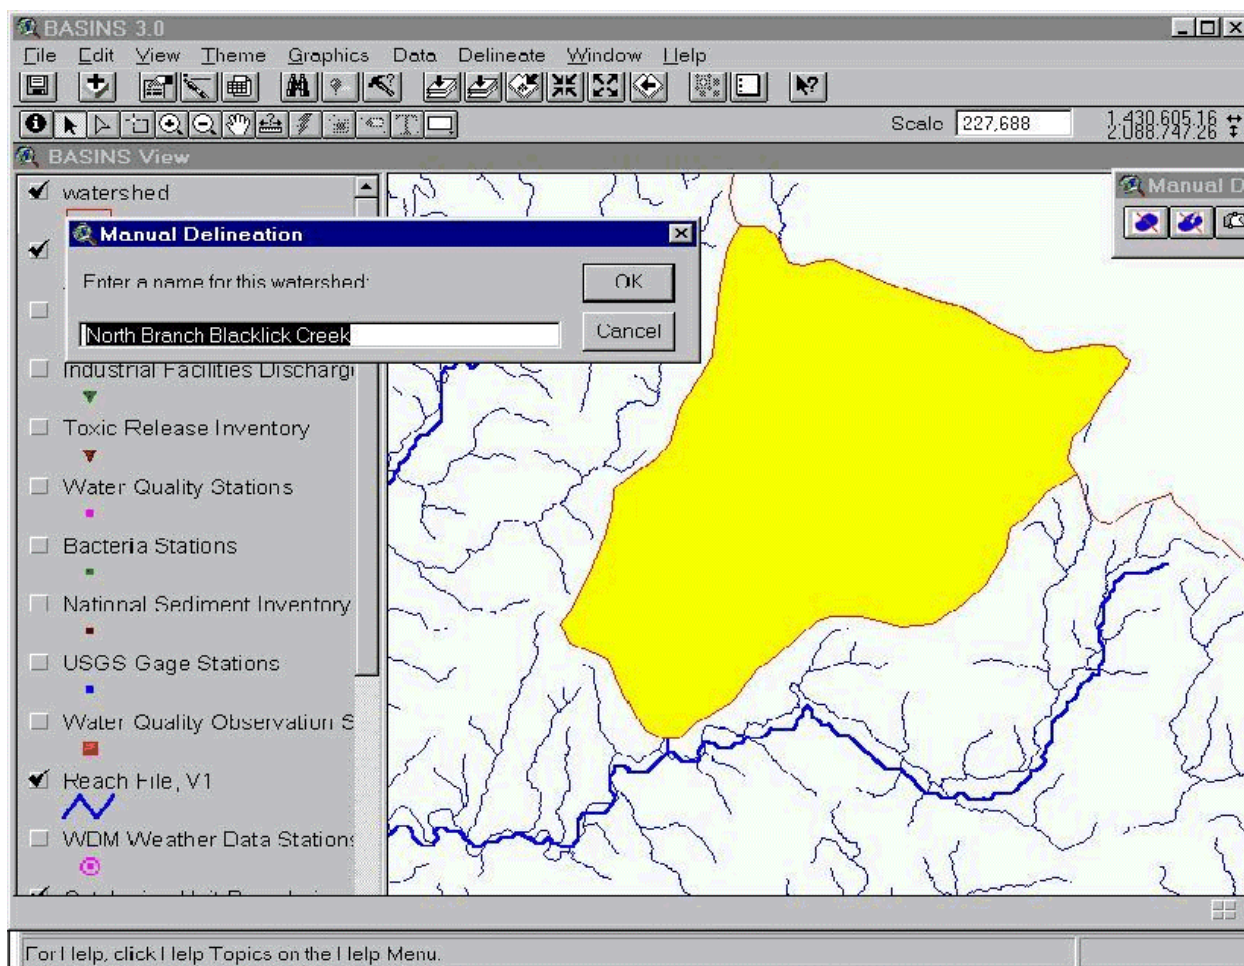 BASINS 3.0
File Edit View Theme Graphics Data Delineate Window Help
Scale 227,688
1,430,605.16
2,088,747.26
BASINS View
watershed
Manual D
Manual Delineation
Enter a name for this watershed:
OK
North Branch Blacklick Creek
Cancel
Industrial Facilities Dischargi
Toxic Release Inventory
Water Quality Stations
Bacteria Stations
National Sediment Inventory
USGS Gage Stations
Water Quality Observation S
Reach File, V1
WDM Weather Data Stations
For Help, click Help Topics on the Help Menu.